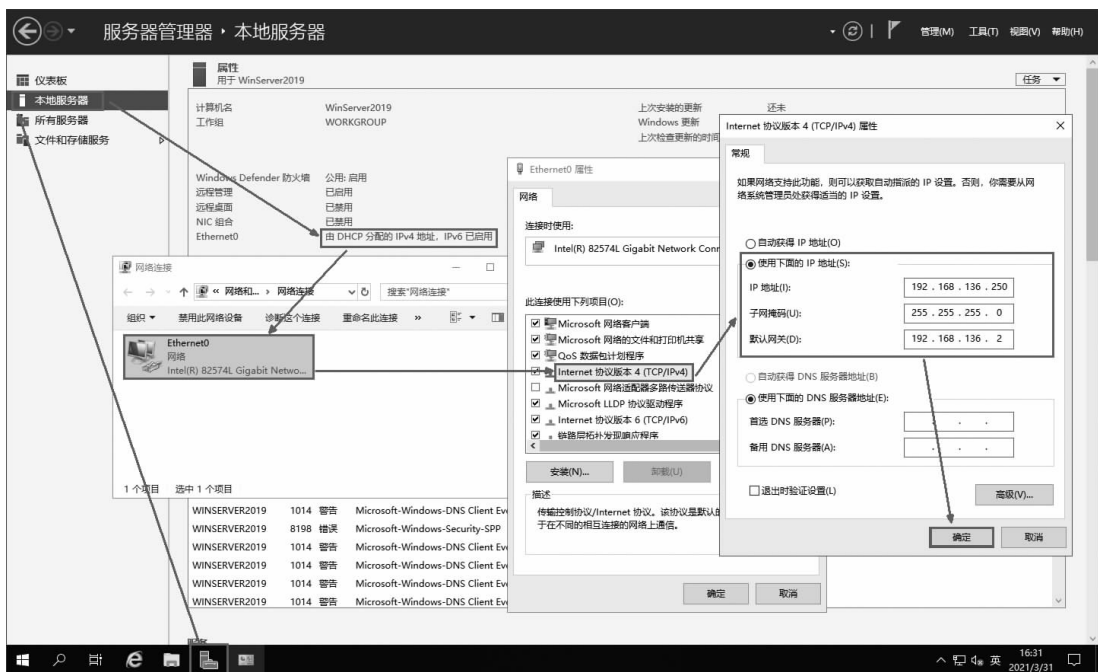 服务器管理器 · 本地服务器
管理(M) 工具(T) 视图(V) 帮助(H)
仪表板
本地服务器
所有服务器
文件和存储服务
属性
用于 WinServer2019
任务
计算机名 WinServer2019
工作组 WORKGROUP
上次安装的更新 还未
Windows 更新
上次检查更新的时间
Windows Defender 防火墙 公用: 启用
远程管理 已启用
远程桌面 已禁用
NIC 组合 已禁用
Ethernet0 由 DHCP 分配的 IPv4 地址, IPv6 已启用
网络连接
« 网络和... › 网络连接
搜索"网络连接"
组织 禁用此网络设备 诊断这个连接 重命名此连接 »
Ethernet0
网络
Intel(R) 82574L Gigabit Netwo...
1 个项目 选中 1 个项目
WINSERVER2019 1014 警告 Microsoft-Windows-DNS Client Eve
WINSERVER2019 8198 错误 Microsoft-Windows-Security-SPP
WINSERVER2019 1014 警告 Microsoft-Windows-DNS Client Eve
WINSERVER2019 1014 警告 Microsoft-Windows-DNS Client Eve
WINSERVER2019 1014 警告 Microsoft-Windows-DNS Client Eve
WINSERVER2019 1014 警告 Microsoft-Windows-DNS Client Eve
Ethernet0 属性
网络
连接时使用:
Intel(R) 82574L Gigabit Network Conn
此连接使用下列项目(O):
Microsoft 网络客户端
Microsoft 网络的文件和打印机共享
QoS 数据包计划程序
Internet 协议版本 4 (TCP/IPv4)
Microsoft 网络适配器多路传送器协议
Microsoft LLDP 协议驱动程序
Internet 协议版本 6 (TCP/IPv6)
链路层拓扑发现响应程序
安装(N)... 卸载(U)
描述
传输控制协议/Internet 协议。该协议是默认的
于在不同的相互连接的网络上通信。
确定 取消
Internet 协议版本 4 (TCP/IPv4) 属性
常规
如果网络支持此功能，则可以获取自动指派的 IP 设置。否则，你需要从网
络系统管理员处获得适当的 IP 设置。
自动获得 IP 地址(O)
使用下面的 IP 地址(S):
IP 地址(I): 192 . 168 . 136 . 250
子网掩码(U): 255 . 255 . 255 . 0
默认网关(D): 192 . 168 . 136 . 2
自动获得 DNS 服务器地址(B)
使用下面的 DNS 服务器地址(E):
首选 DNS 服务器(P):
备用 DNS 服务器(A):
退出时验证设置(L)
高级(V)...
确定 取消
英
16:31
2021/3/31